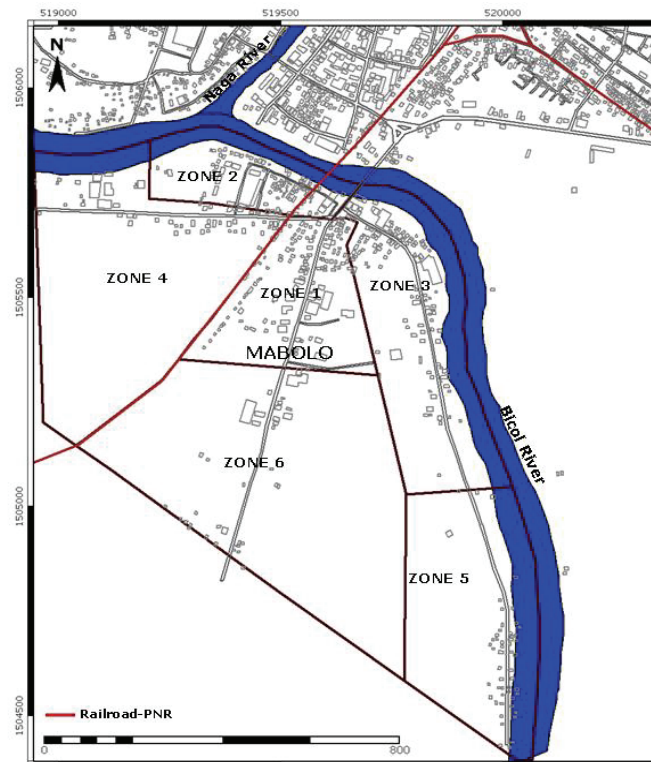 519000 519500 520000
N
Naga River
1506000
ZONE 2
ZONE 4
ZONE 1
ZONE 3
1505500
MABOLO
Bicol River
ZONE 6
1505000
ZONE 5
1504500
Railroad-PNR
0 800